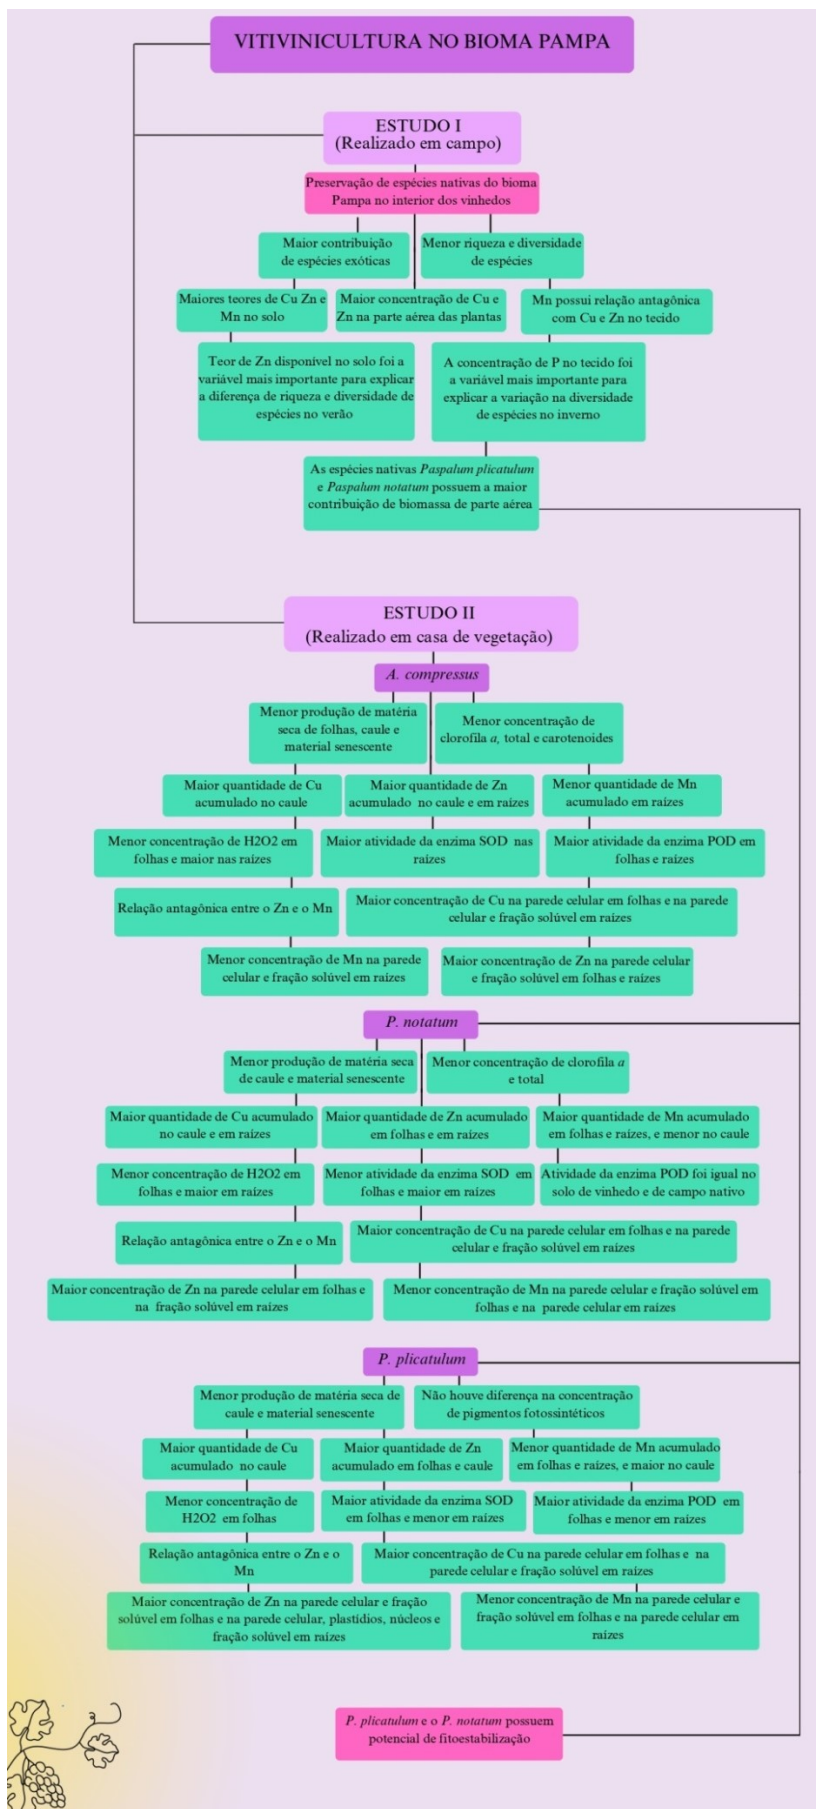 VITIVINICULTURA NO BIOMA PAMPA
ESTUDO I
(Realizado em campo)
Preservação de espécies nativas do bioma
Pampa no interior dos vinhedos
Maior contribuição
de espécies exóticas
Menor riqueza e diversidade
de espécies
Maiores teores de Cu Zn e
Mn no solo
Maior concentração de Cu e
Zn na parte aérea das plantas
Mn possui relação antagônica
com Cu e Zn no tecido
Teor de Zn disponível no solo foi a
variável mais importante para explicar
a diferença de riqueza e diversidade de
espécies no verão
A concentração de P no tecido foi
a variável mais importante para
explicar a variação na diversidade
de espécies no inverno
As espécies nativas Paspalum plicatulum
e Paspalum notatum possuem a maior
contribuição de biomassa de parte aérea
ESTUDO II
(Realizado em casa de vegetação)
A. compressus
Menor produção de matéria
seca de folhas, caule e
material senescente
Menor concentração de
clorofila a, total e carotenoides
Maior quantidade de Cu
acumulado no caule
Maior quantidade de Zn
acumulado no caule e em raízes
Menor quantidade de Mn
acumulado em raízes
Menor concentração de H2O2 em
folhas e maior nas raízes
Maior atividade da enzima SOD nas
raízes
Maior atividade da enzima POD em
folhas e raízes
Relação antagônica entre o Zn e o Mn
Maior concentração de Cu na parede celular em folhas e na parede
celular e fração solúvel em raízes
Menor concentração de Mn na parede
celular e fração solúvel em raízes
Maior concentração de Zn na parede celular
e fração solúvel em folhas e raízes
P. notatum
Menor produção de matéria seca
de caule e material senescente
Menor concentração de clorofila a
e total
Maior quantidade de Cu acumulado
no caule e em raízes
Maior quantidade de Zn acumulado
em folhas e em raízes
Maior quantidade de Mn acumulado
em folhas e raízes, e menor no caule
Menor concentração de H2O2 em
folhas e maior em raízes
Menor atividade da enzima SOD em
folhas e maior em raízes
Atividade da enzima POD foi igual no
solo de vinhedo e de campo nativo
Relação antagônica entre o Zn e o Mn
Maior concentração de Cu na parede celular em folhas e na parede
celular e fração solúvel em raízes
Maior concentração de Zn na parede celular em folhas e
na fração solúvel em raízes
Menor concentração de Mn na parede celular e fração solúvel em
folhas e na parede celular em raízes
P. plicatulum
Menor produção de matéria seca de
caule e material senescente
Não houve diferença na concentração
de pigmentos fotossintéticos
Maior quantidade de Cu
acumulado no caule
Maior quantidade de Zn
acumulado em folhas e caule
Menor quantidade de Mn acumulado
em folhas e raízes, e maior no caule
Menor concentração de
H2O2 em folhas
Maior atividade da enzima SOD
em folhas e menor em raízes
Maior atividade da enzima POD em
folhas e menor em raízes
Relação antagônica entre o Zn e o
Mn
Maior concentração de Cu na parede celular em folhas e na
parede celular e fração solúvel em raízes
Maior concentração de Zn na parede celular e fração
solúvel em folhas e na parede celular, plastídios, núcleos e
fração solúvel em raízes
Menor concentração de Mn na parede celular e
fração solúvel em folhas e na parede celular em
raízes
P. plicatulum e o P. notatum possuem
potencial de fitoestabilização